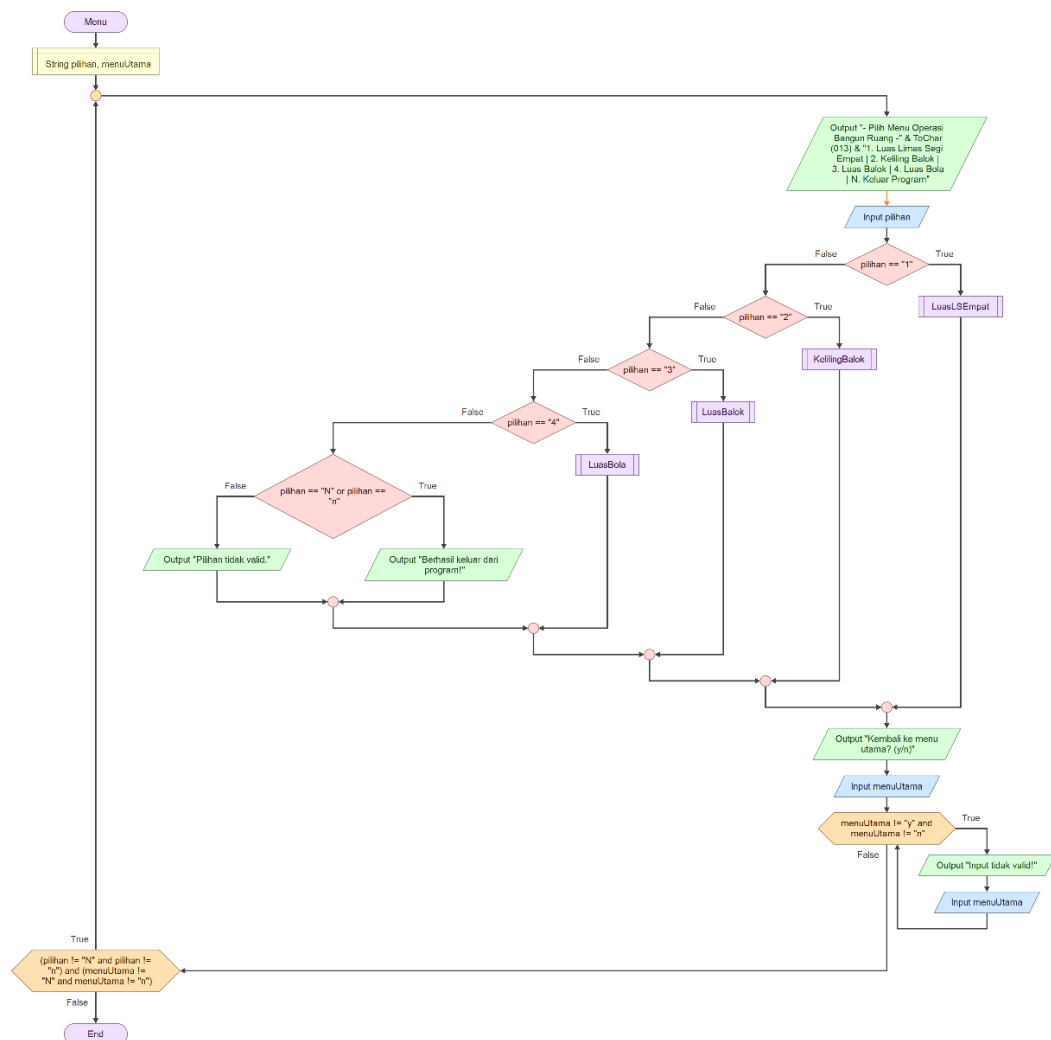 Menu
String pilihan, menuUtama
Output "- Pilih Menu Operasi
Bangun Ruang -" & ToChar
(013) & "1. Luas Limas Segi
Empat | 2. Keliling Balok |
3. Luas Balok | 4. Luas Bola
| N. Keluar Program"
Input pilihan
False
True
pilihan == "1"
LuasLSEmpat
False
True
pilihan == "2"
KelilingBalok
False
True
pilihan == "3"
LuasBalok
False
True
pilihan == "4"
LuasBola
False
True
pilihan == "N" or pilihan ==
"n"
Output "Pilihan tidak valid."
Output "Berhasil keluar dari
program!"
Output "Kembali ke menu
utama? (y/n)"
Input menuUtama
menuUtama != "y" and
menuUtama != "n"
True
False
Output "Input tidak valid!"
Input menuUtama
True
(pilihan != "N" and pilihan !=
"n") and (menuUtama !=
"N" and menuUtama != "n")
False
End